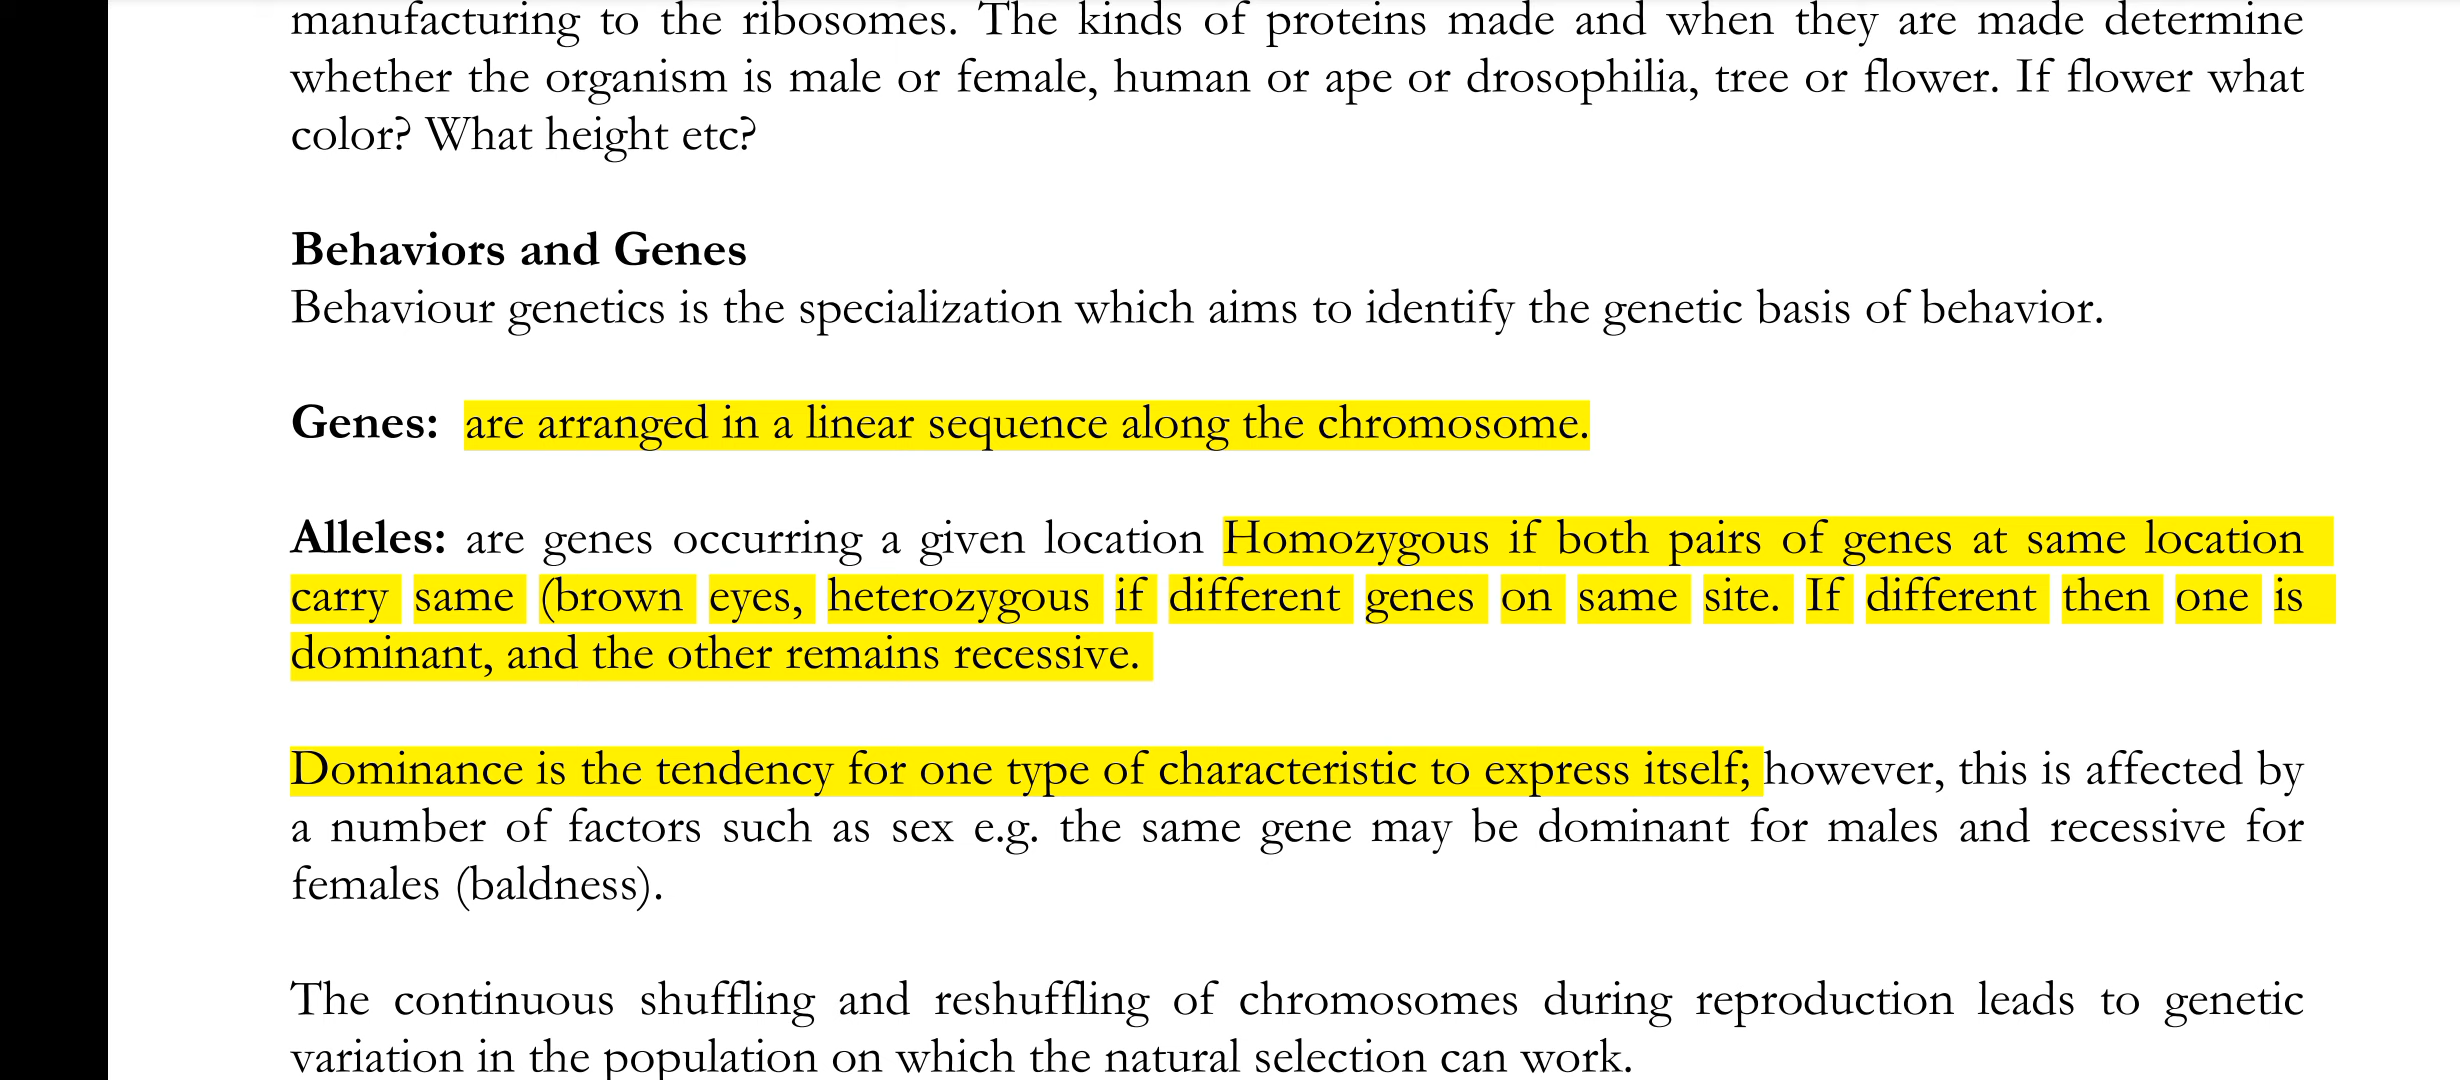 manufacturing to the ribosomes. The kinds of proteins made and when they are made determine
whether the organism is male or female, human or ape or drosophilia, tree or flower. If flower what
color? What height etc?
Behaviors and Genes
Behaviour genetics is the specialization which aims to identify the genetic basis of behavior.
Genes: are arranged in a linear sequence along the chromosome.
Alleles: are genes occurring a given location Homozygous if both pairs of genes at same location
carry same (brown eyes, heterozygous if different genes on same site. If different then one is
dominant, and the other remains recessive.
Dominance is the tendency for one type of characteristic to express itself; however, this is affected by
a number of factors such as sex e.g. the same gene may be dominant for males and recessive for
females (baldness).
The continuous shuffling and reshuffling of chromosomes during reproduction leads to genetic
variation in the population on which the natural selection can work.